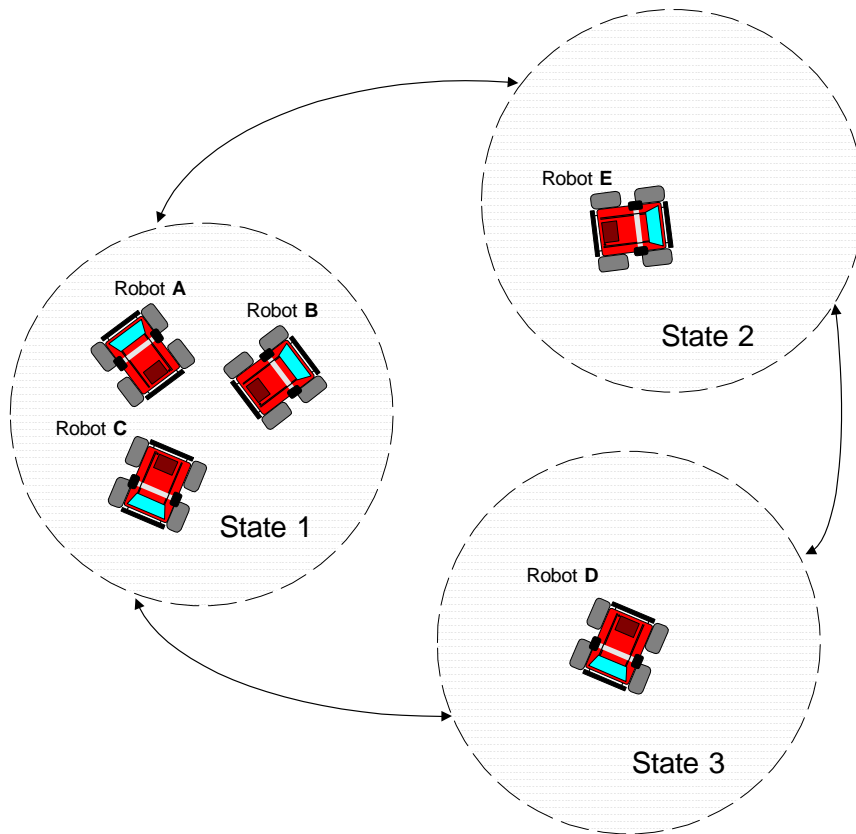 Robot E
State 2
Robot A
Robot B
Robot C
State 1
Robot D
State 3